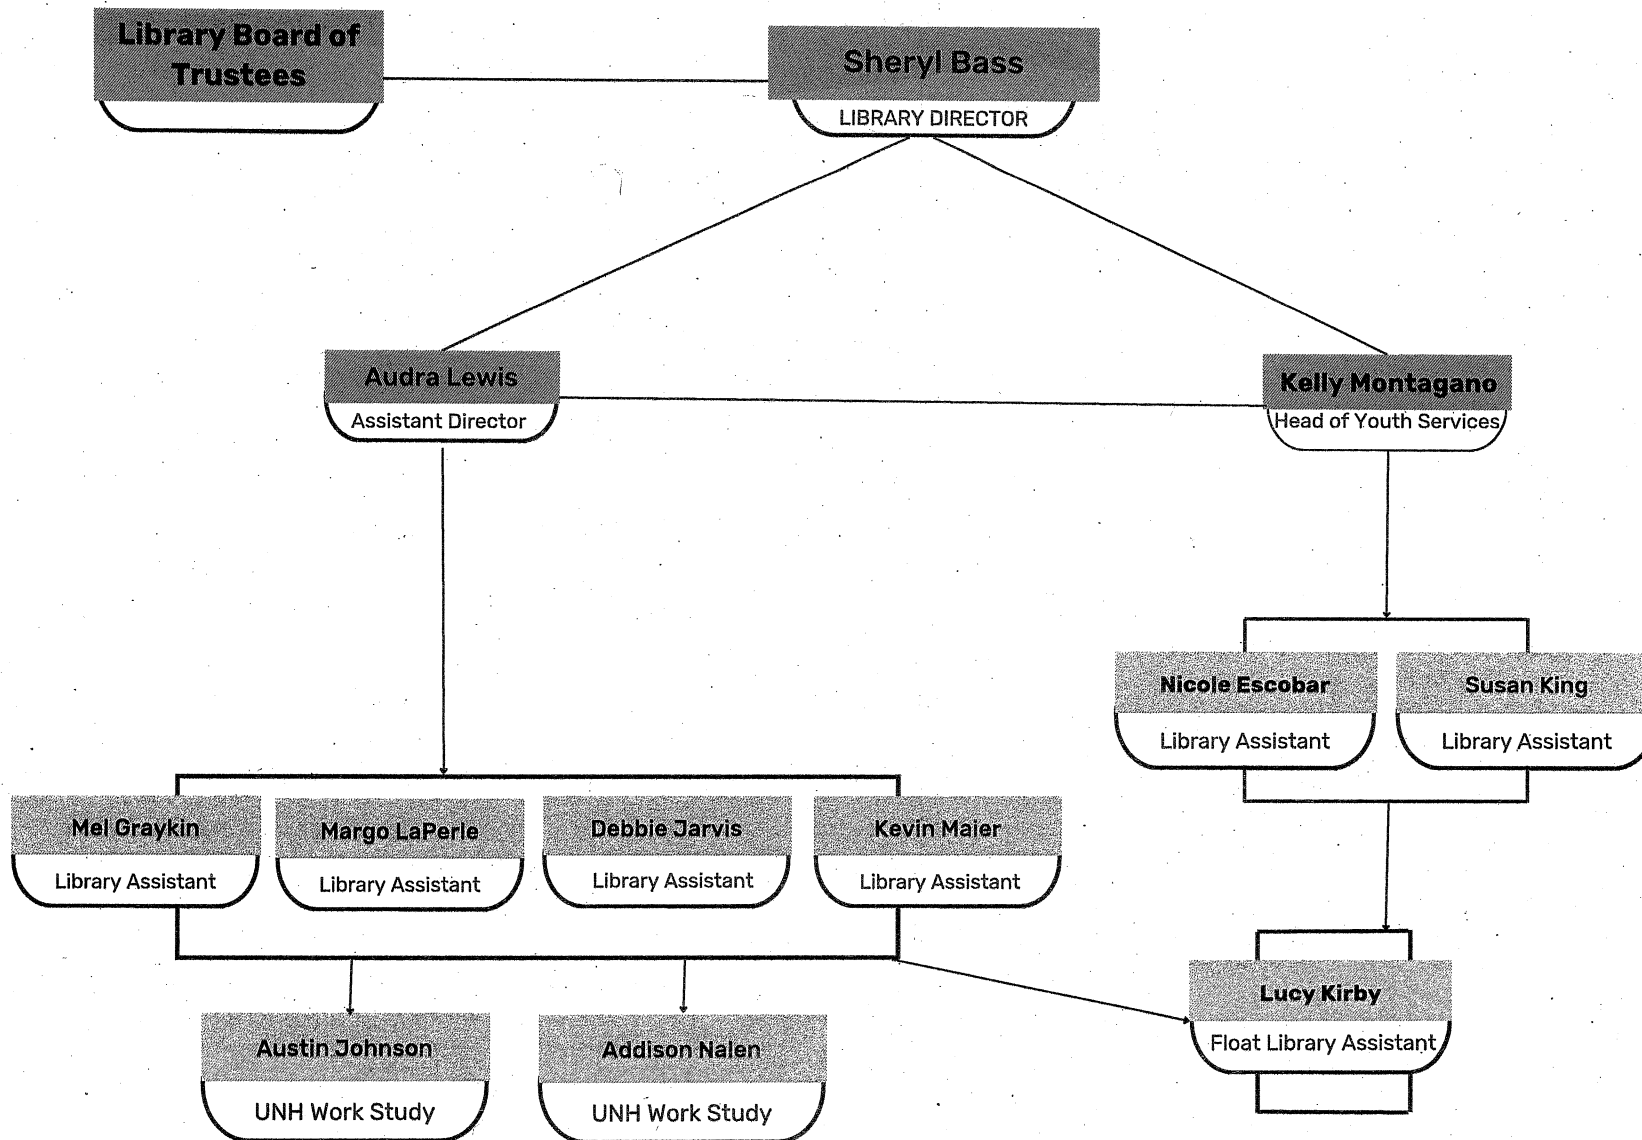 Library Board of
Trustees
Sheryl Bass
LIBRARY DIRECTOR
Audra Lewis
Assistant Director
Kelly Montagano
Head of Youth Services
Nicole Escobar
Library Assistant
Susan King
Library Assistant
Mel Graykin
Library Assistant
Margo LaPerle
Library Assistant
Debbie Jarvis
Library Assistant
Kevin Maier
Library Assistant
Lucy Kirby
Float Library Assistant
Austin Johnson
UNH Work Study
Addison Nalen
UNH Work Study